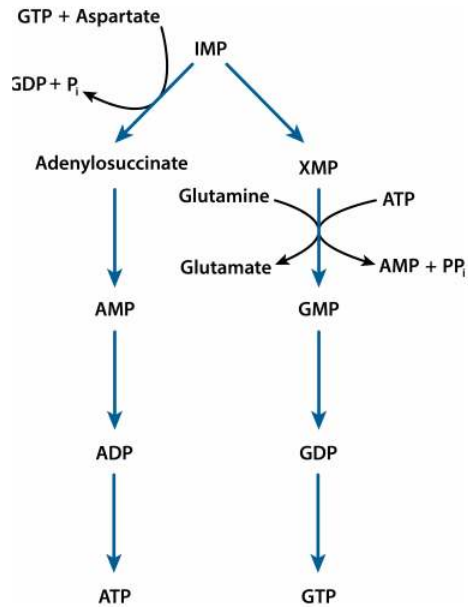 GTP + Aspartate
IMP
GDP + Pi
Adenylosuccinate
XMP
Glutamine
ATP
Glutamate
AMP + PPi
AMP
GMP
ADP
GDP
ATP
GTP